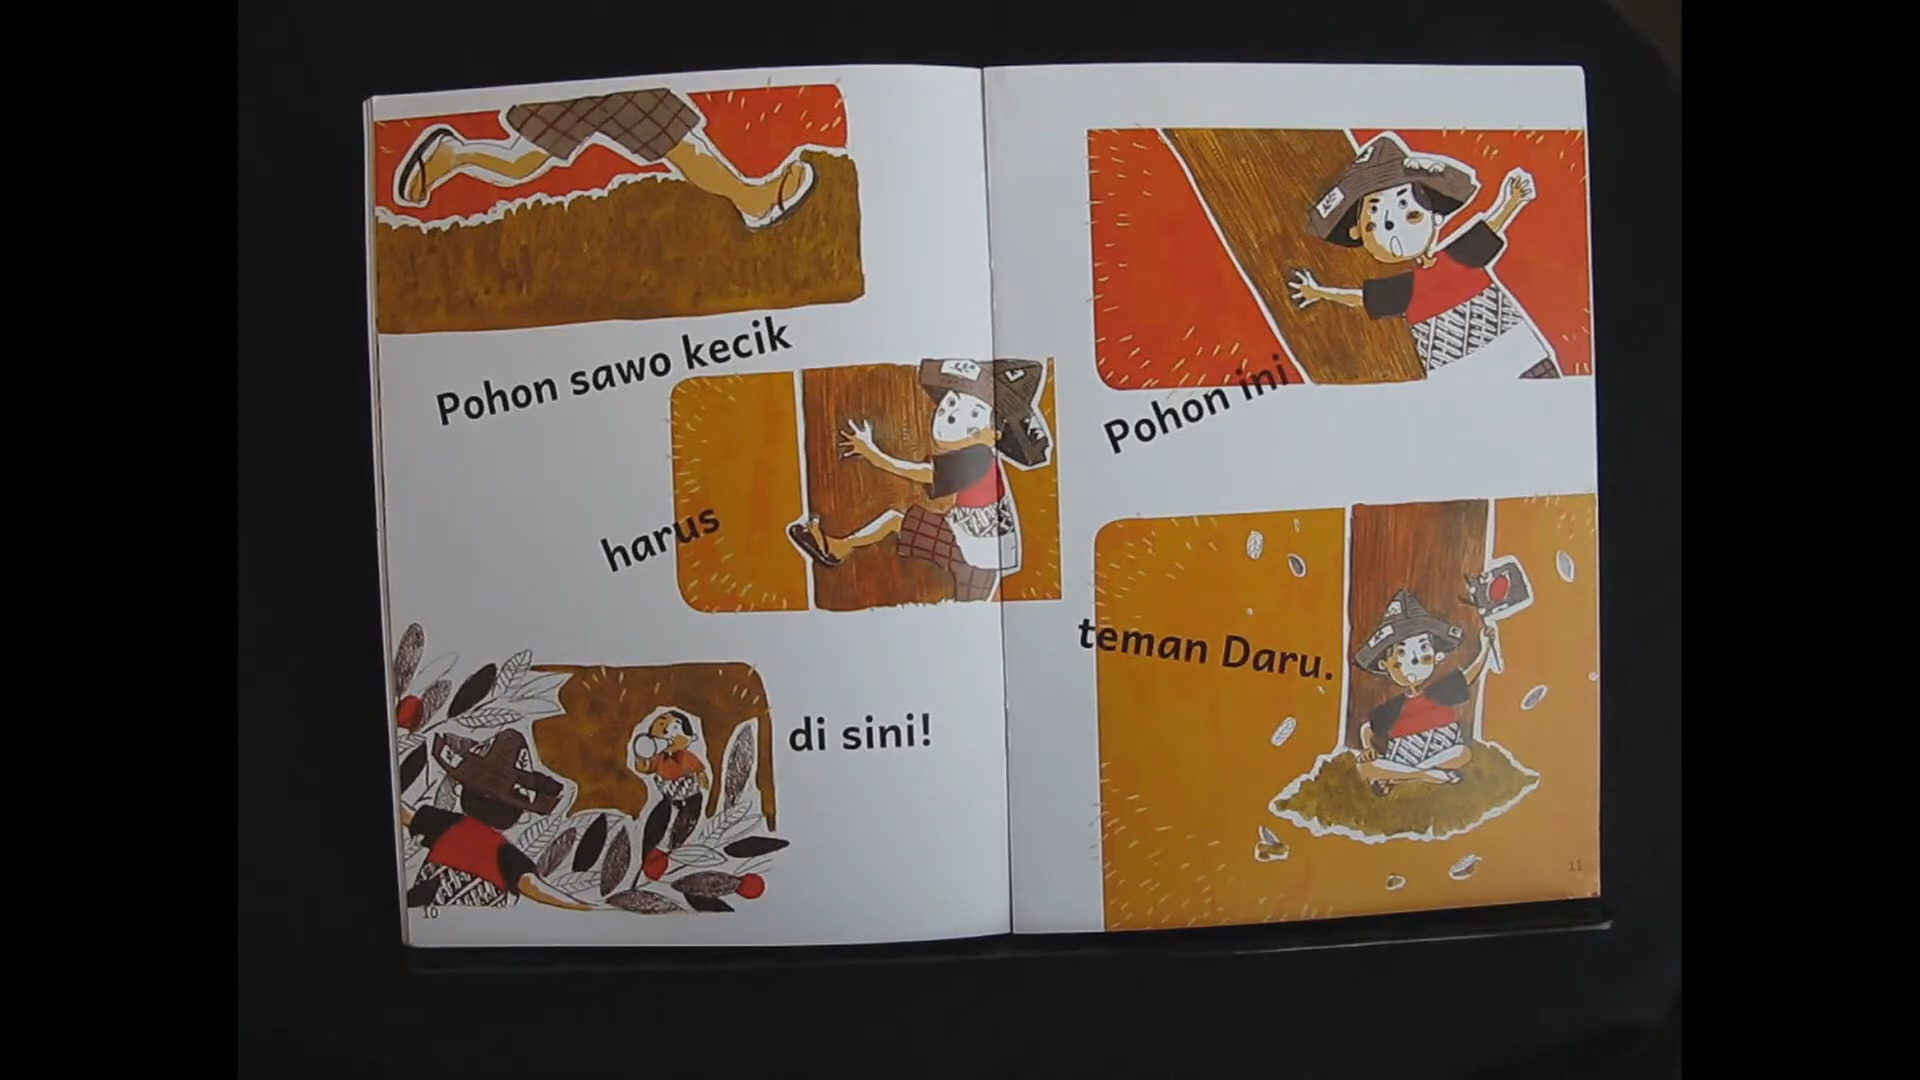 Pohon sawo kecik
harus
di sini!
10
Pohon ini
teman Daru.
11